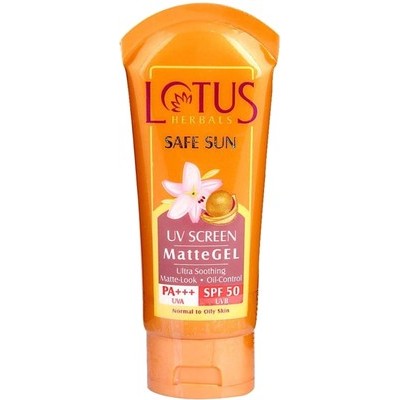 LOTUS
HERBALS
SAFE SUN
UV SCREEN
MatteGEL
Ultra Soothing
Matte-Look • Oil-Control
PA+++ SPF 50
UVA UVB
Normal to Oily Skin